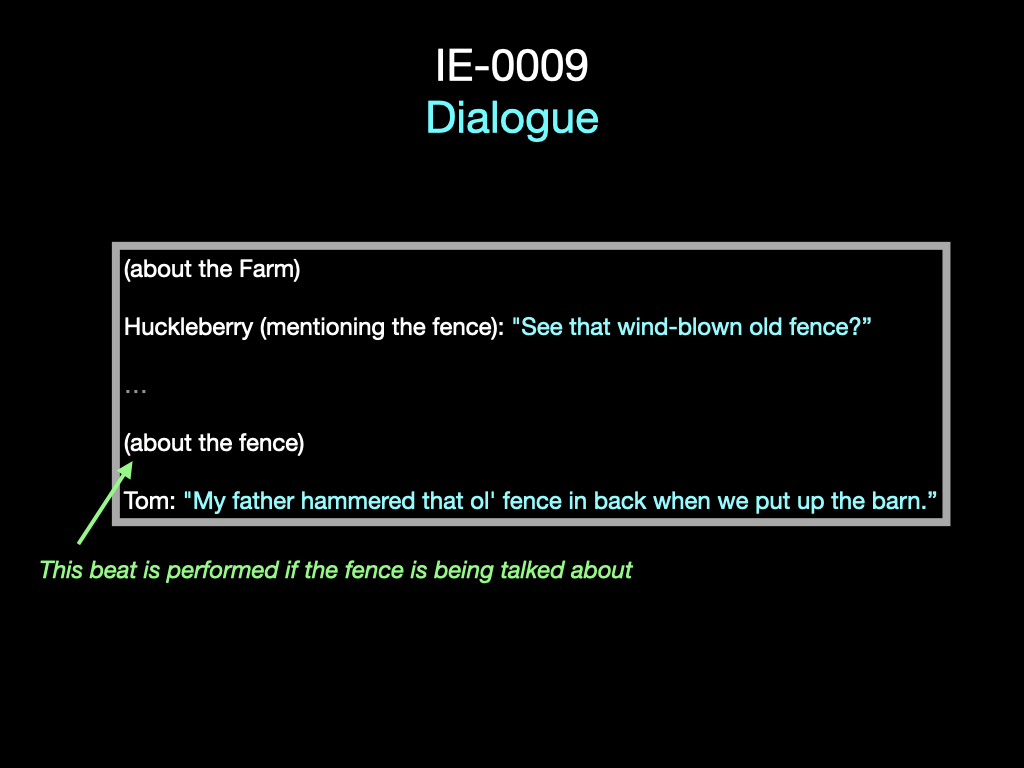 IE-0009
Dialogue
(about the Farm)
Huckleberry (mentioning the fence): "See that wind-blown old fence?”
...
(about the fence)
Tom: "My father hammered that ol' fence in back when we put up the barn.”
This beat is performed if the fence is being talked about